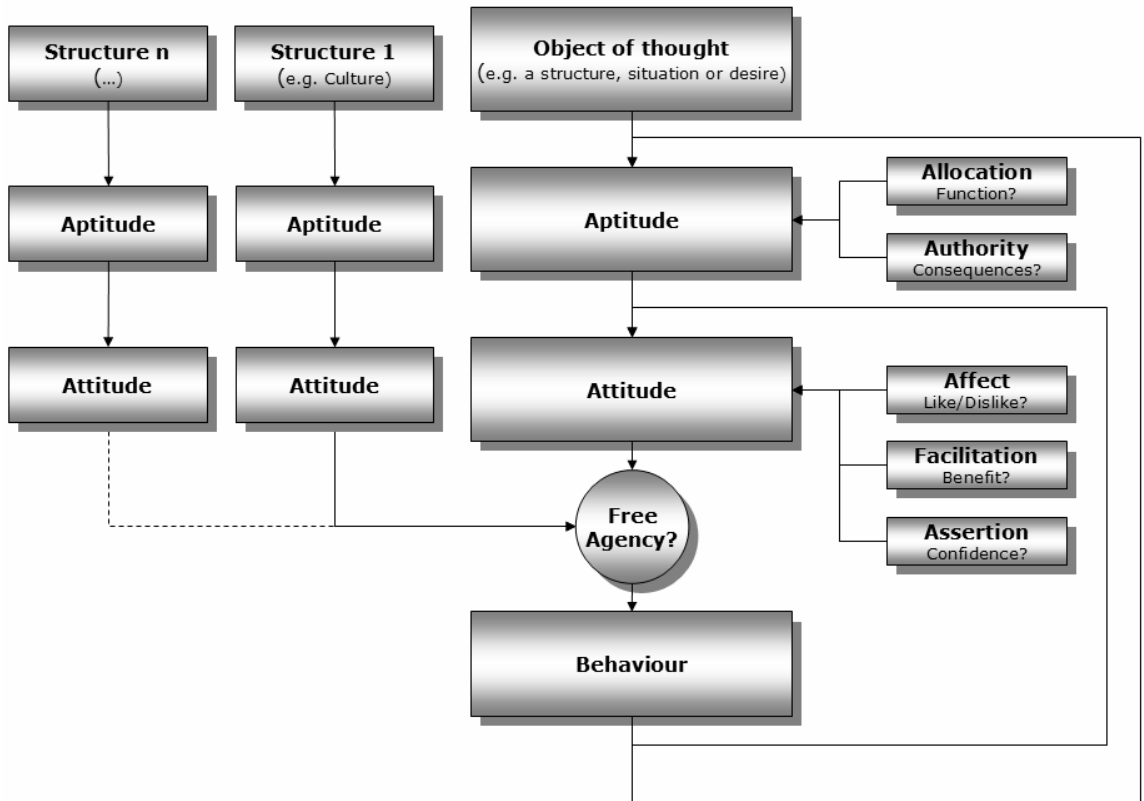 Structure n
(...)
Structure 1
(e.g. Culture)
Object of thought
(e.g. a structure, situation or desire)
Aptitude
Aptitude
Aptitude
Allocation
Function?
Authority
Consequences?
Attitude
Attitude
Attitude
Affect
Like/Dislike?
Facilitation
Benefit?
Assertion
Confidence?
Free
Agency?
Behaviour